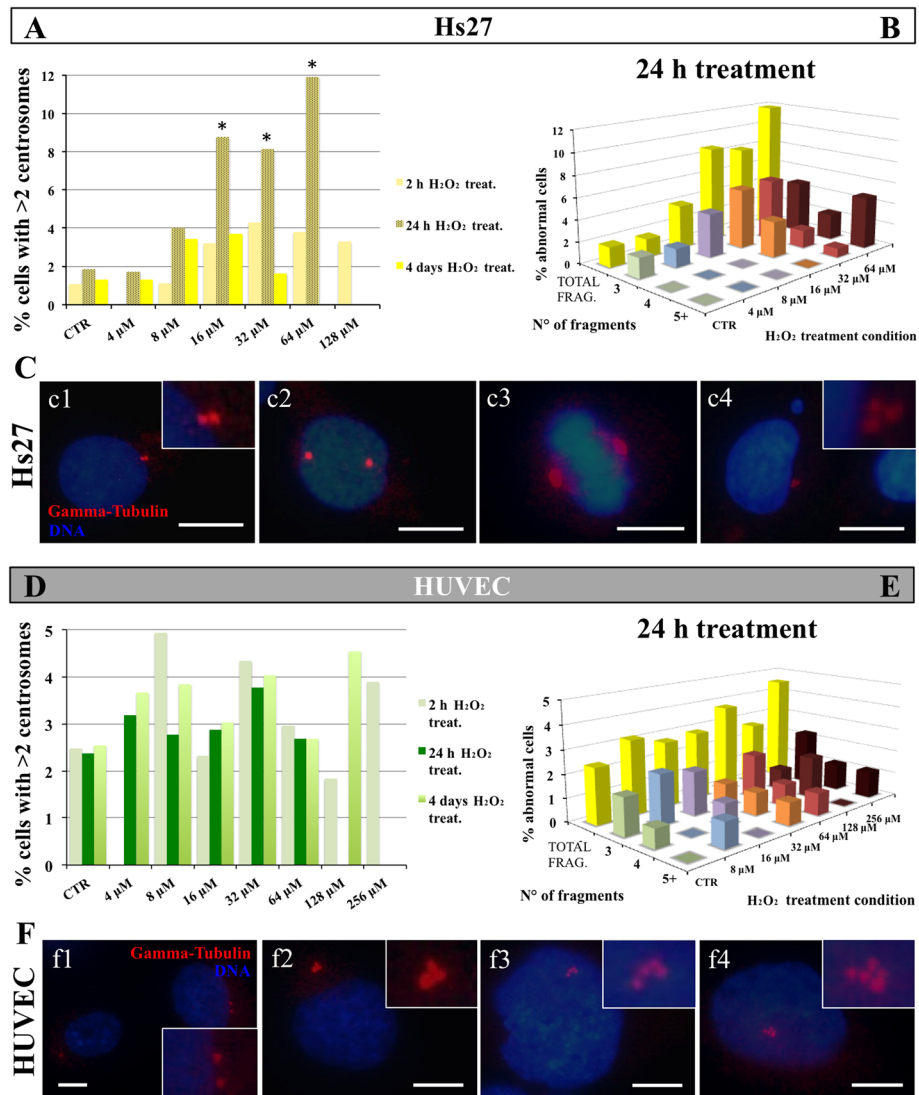 A Hs27 B
% cells with >2 centrosomes
12
10
8
6
4
2
0
* * *
CTR 4 µM 8 µM 16 µM 32 µM 64 µM 128 µM
2 h H₂O₂ treat.
24 h H₂O₂ treat.
4 days H₂O₂ treat.
24 h treatment
% abnormal cells
12
10
8
6
4
2
0
TOTAL
FRAG.
3
4
5+
N° of fragments
CTR
4 µM
8 µM
16 µM
32 µM
64 µM
H₂O₂ treatment condition
C
Hs27
c1 c2 c3 c4
Gamma-Tubulin
DNA
D HUVEC E
% cells with >2 centrosomes
5
4
3
2
1
0
CTR 4 µM 8 µM 16 µM 32 µM 64 µM 128 µM 256 µM
2 h H₂O₂
treat.
24 h H₂O₂
treat.
4 days H₂O₂
treat.
24 h treatment
% abnormal cells
5
4
3
2
1
0
TOTAL
FRAG.
3
4
5+
N° of fragments
CTR
8 µM
16 µM
32 µM
64 µM
128 µM
256 µM
H₂O₂ treatment condition
F
HUVEC
f1 f2 f3 f4
Gamma-Tubulin
DNA